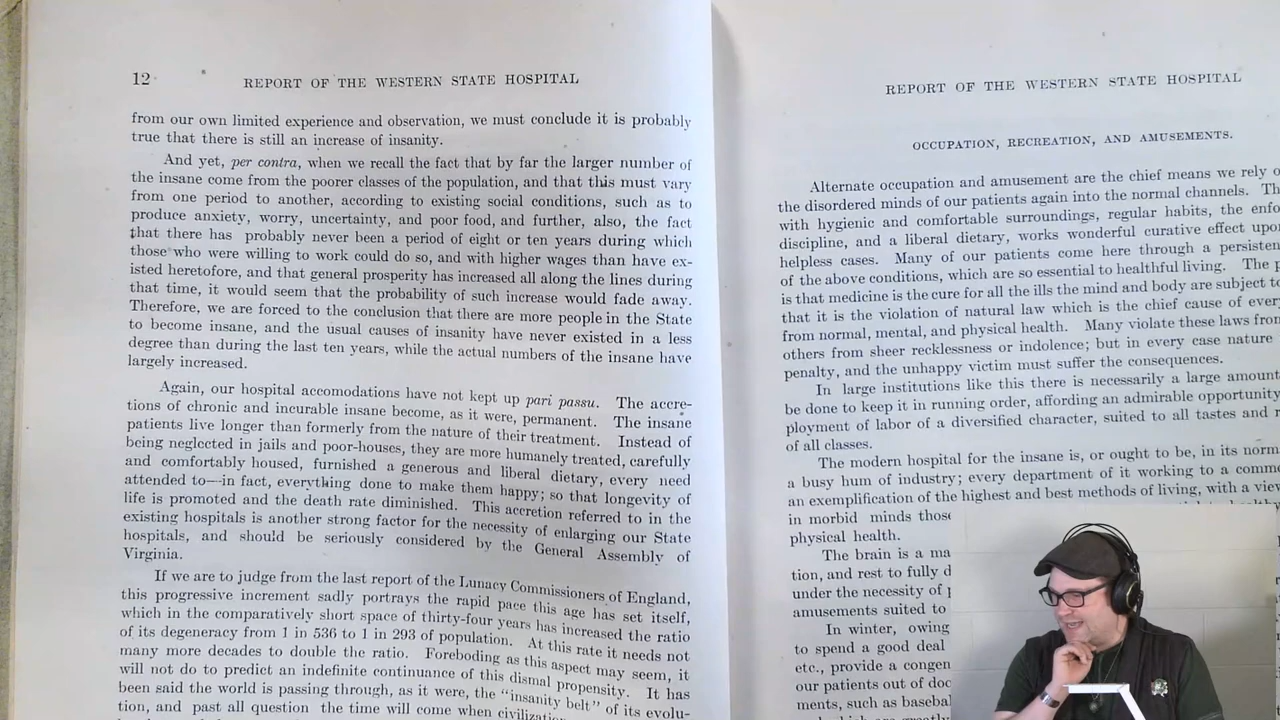 12
REPORT OF THE WESTERN STATE HOSPITAL
from our own limited experience and observation, we must conclude it is probably
true that there is still an increase of insanity.
And yet, per contra, when we recall the fact that by far the larger number of
the insane come from the poorer classes of the population, and that this must vary
from one period to another, according to existing social conditions, such as to
produce anxiety, worry, uncertainty, and poor food, and further, also, the fact
that there has probably never been a period of eight or ten years during which
those who were willing to work could do so, and with higher wages than have ex-
isted heretofore, and that general prosperity has increased all along the lines during
that time, it would seem that the probability of such increase would fade away.
Therefore, we are forced to the conclusion that there are more people in the State
to become insane, and the usual causes of insanity have never existed in a less
degree than during the last ten years, while the actual numbers of the insane have
largely increased.
Again, our hospital accomodations have not kept up pari passu. The accre-
tions of chronic and incurable insane become, as it were, permanent. The insane
patients live longer than formerly from the nature of their treatment. Instead of
being neglected in jails and poor-houses, they are more humanely treated, carefully
and comfortably housed, furnished a generous and liberal dietary, every need
attended to—in fact, everything done to make them happy; so that longevity of
life is promoted and the death rate diminished. This accretion referred to in the
existing hospitals is another strong factor for the necessity of enlarging our State
hospitals, and should be seriously considered by the General Assembly of
Virginia.
If we are to judge from the last report of the Lunacy Commissioners of England,
this progressive increment sadly portrays the rapid pace this age has set itself,
which in the comparatively short space of thirty-four years has increased the ratio
of its degeneracy from 1 in 536 to 1 in 293 of population. At this rate it needs not
many more decades to double the ratio. Foreboding as this aspect may seem, it
will not do to predict an indefinite continuance of this dismal propensity. It has
been said the world is passing through, as it were, the "insanity belt" of its evolu-
tion, and past all question the time will come when
REPORT OF THE WESTERN STATE HOSPITAL
OCCUPATION, RECREATION, AND AMUSEMENTS.
Alternate occupation and amusement are the chief means we rely
the disordered minds of our patients again into the normal channels.
with hygienic and comfortable surroundings, regular habits, the
discipline, and a liberal dietary, works wonderful curative effect
helpless cases. Many of our patients come here through a
of the above conditions, which are so essential to healthful living. The
is that medicine is the cure for all the ills the mind and body are subject
that it is the violation of natural law which is the chief cause of
from normal, mental, and physical health. Many violate these laws
others from sheer recklessness or indolence; but in every case nature
penalty, and the unhappy victim must suffer the consequences.
In large institutions like this there is necessarily a large amount
be done to keep it in running order, affording an admirable opportunity
ployment of labor of a diversified character, suited to all tastes and
of all classes.
The modern hospital for the insane is, or ought to be, in its
a busy hum of industry; every department of it working to a
an exemplification of the highest and best methods of living, with a view
in morbid minds
physical health.
The brain is a
tion, and rest to fully
under the necessity of
amusements suited to
In winter, owing
to spend a good deal
etc., provide a
our patients out of
ments, such as